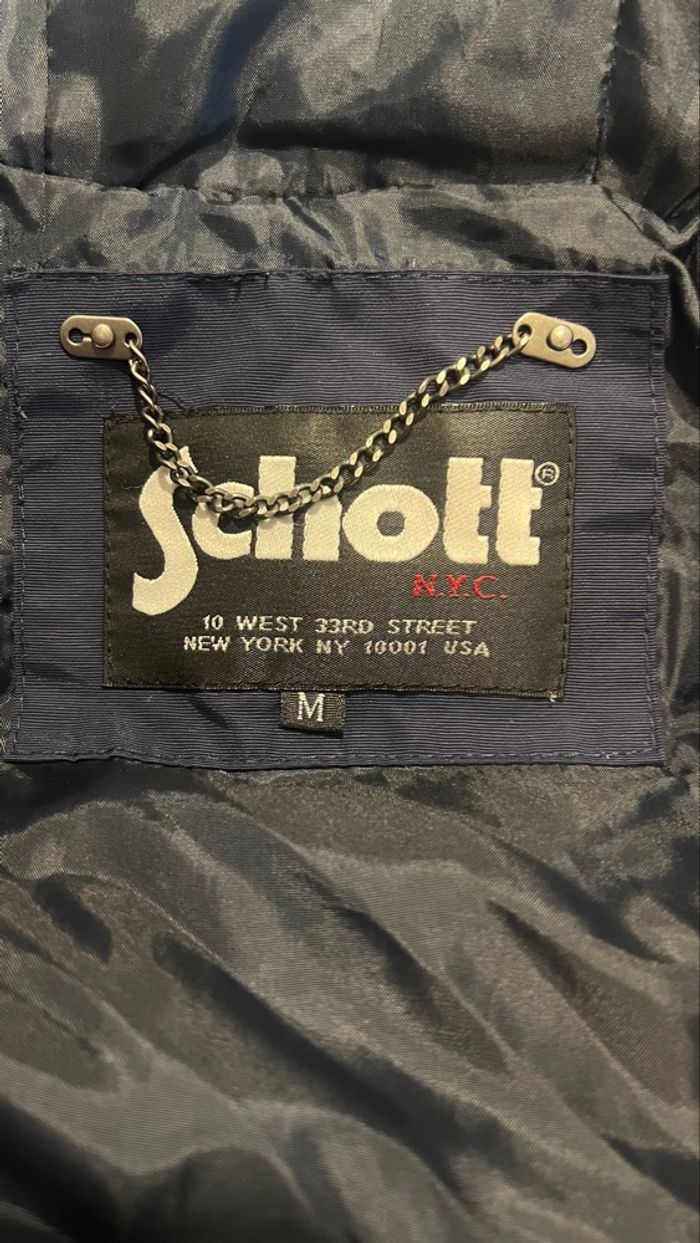 Schott®
N.Y.C.
10 WEST 33RD STREET
NEW YORK NY 10001 USA
M